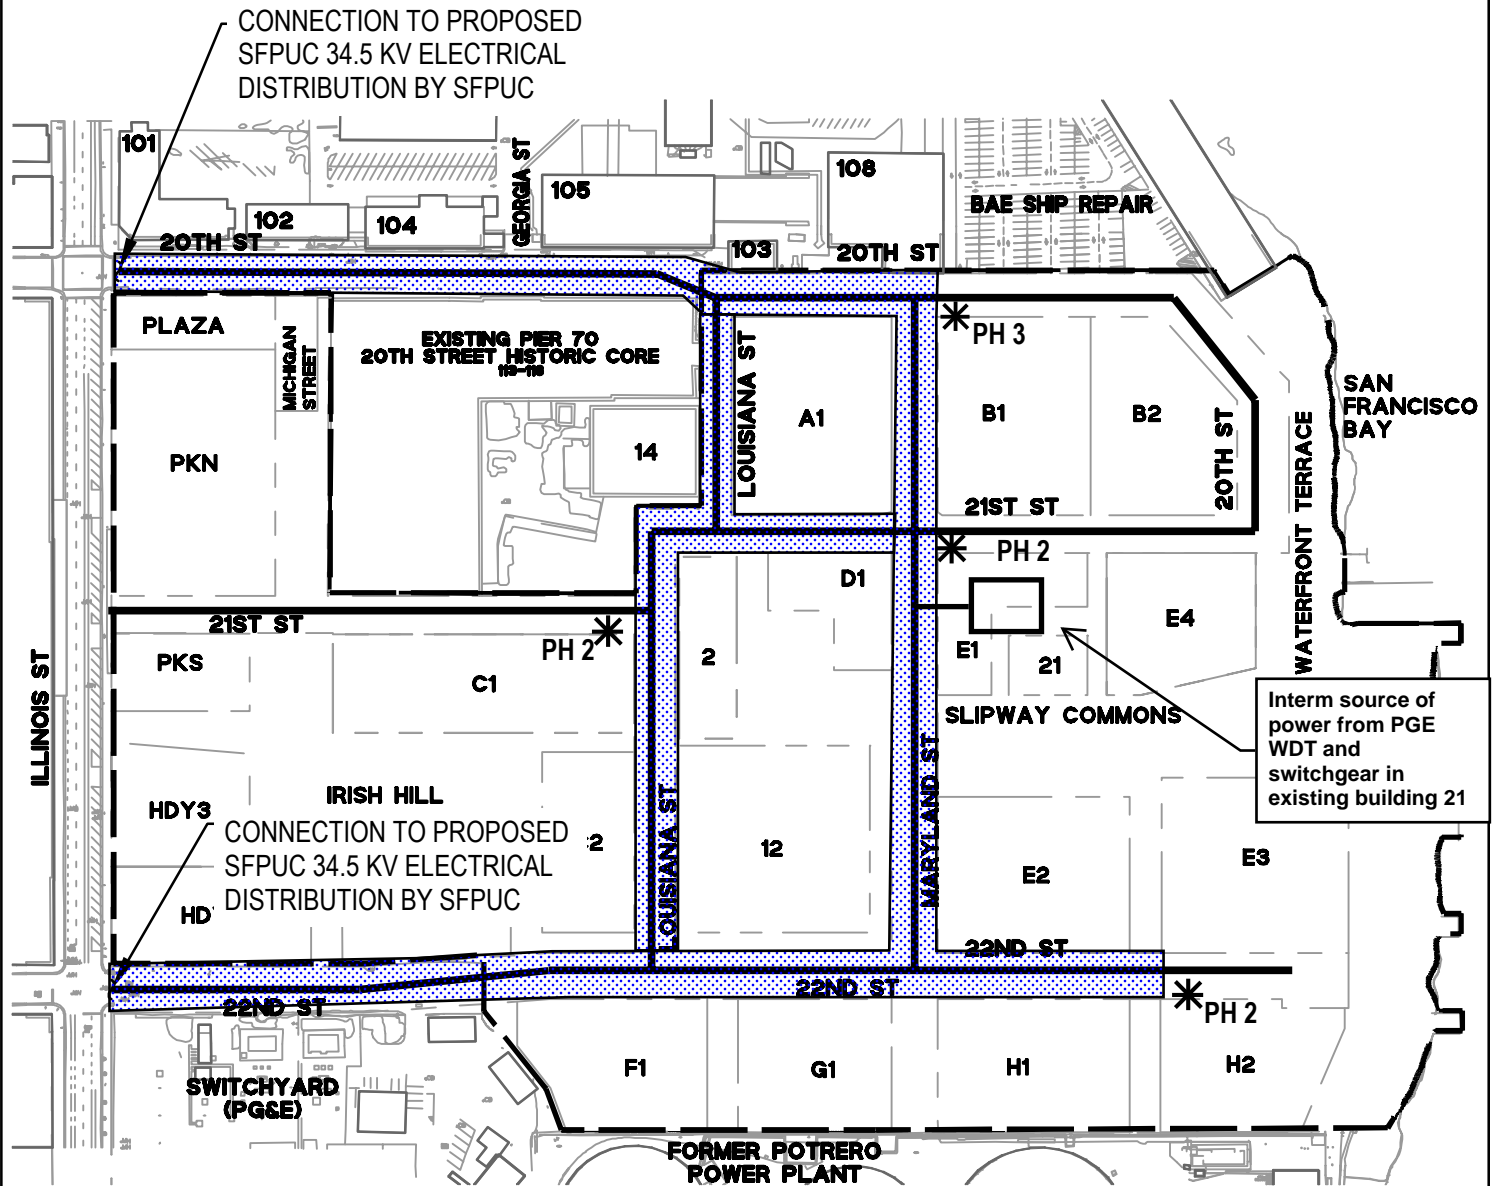 CONNECTION TO PROPOSED
SFPUC 34.5 KV ELECTRICAL
DISTRIBUTION BY SFPUC
101
102
104
GEORGIA ST
105
103
108
BAE SHIP REPAIR
20TH ST
20TH ST
PLAZA
MICHIGAN
STREET
EXISTING PIER 70
20TH STREET HISTORIC CORE
PKN
14
LOUISIANA ST
A1
PH 3
B1
B2
20TH ST
SAN
FRANCISCO
BAY
WATERFRONT TERRACE
21ST ST
PH 2
D1
E1
21
E4
21ST ST
PH 2
PKS
C1
2
ILLINOIS ST
SLIPWAY COMMONS
Interm source of
power from PGE
WDT and
switchgear in
existing building 21
HDY3
IRISH HILL
CONNECTION TO PROPOSED
SFPUC 34.5 KV ELECTRICAL
DISTRIBUTION BY SFPUC
2
HD
LOUISIANA ST
12
MARYLAND ST
E2
E3
22ND ST
22ND ST
22ND ST
PH 2
SWITCHYARD
(PG&E)
F1
G1
H1
H2
FORMER POTRERO
POWER PLANT